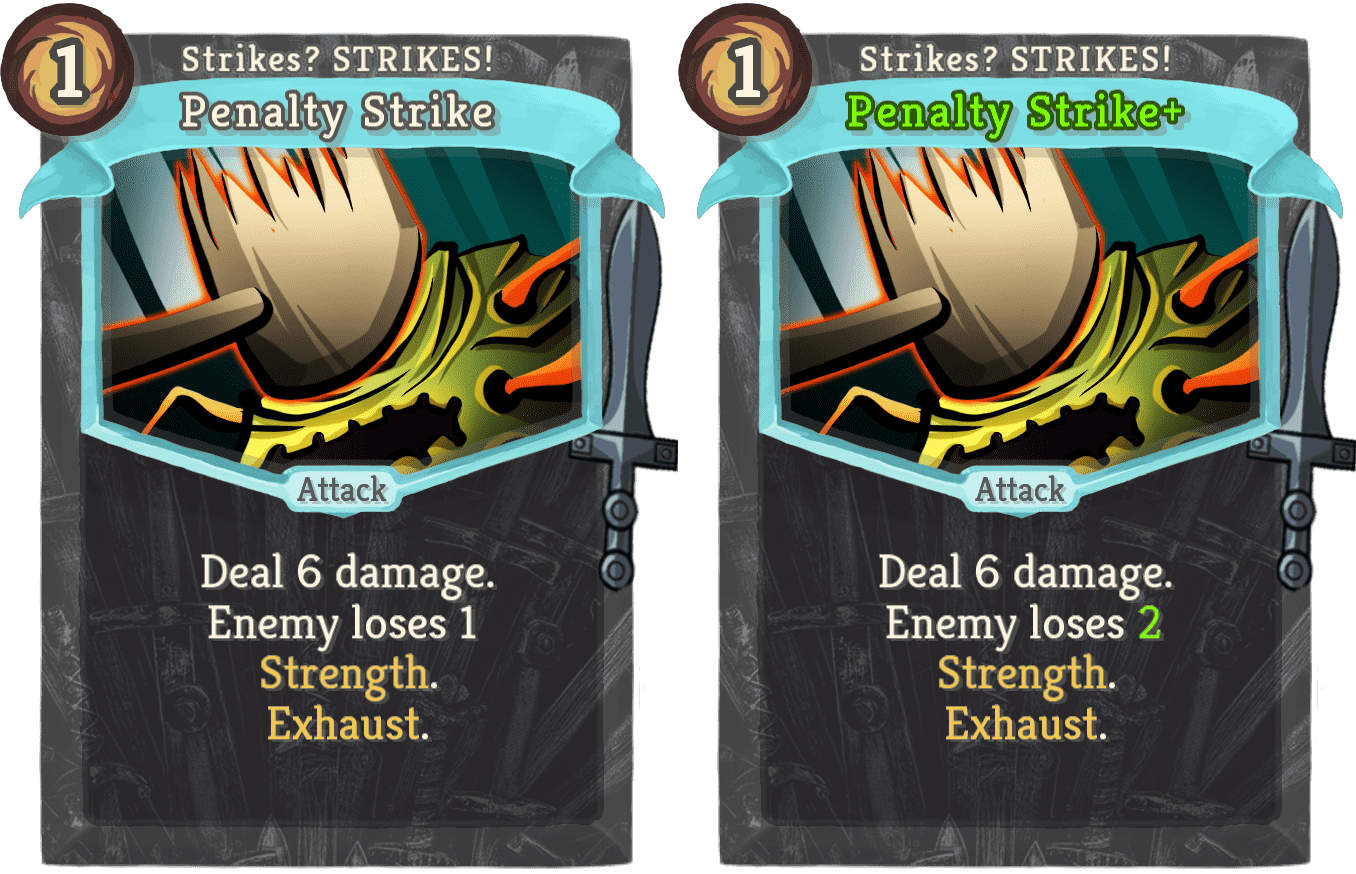 1
Strikes? STRIKES!
Penalty Strike
Attack
Deal 6 damage.
Enemy loses 1
Strength.
Exhaust.
1
Strikes? STRIKES!
Penalty Strike+
Attack
Deal 6 damage.
Enemy loses 2
Strength.
Exhaust.